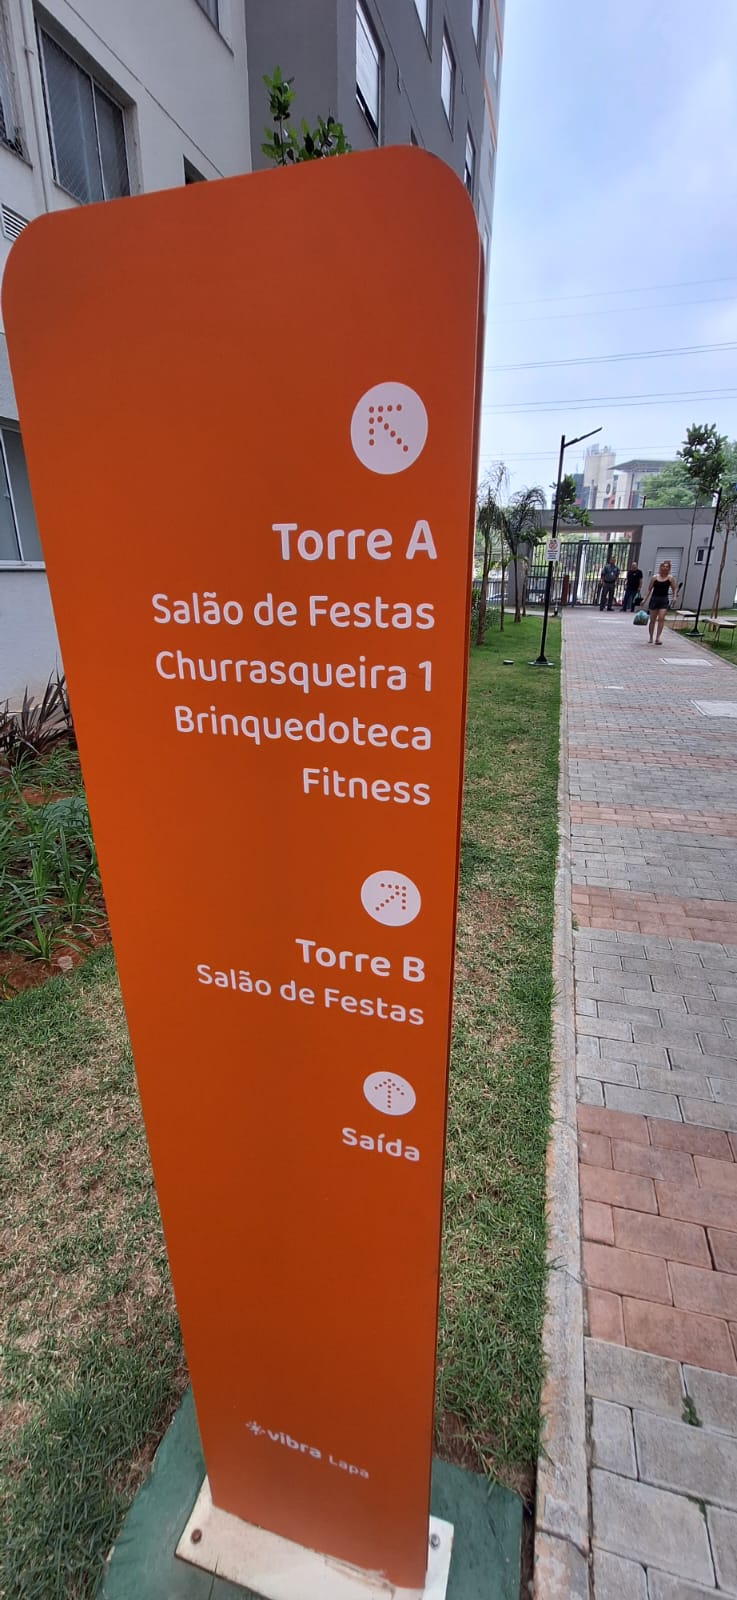 Torre A
Salão de Festas
Churrasqueira 1
Brinquedoteca
Fitness
Torre B
Salão de Festas
Saída
vibra Lapa